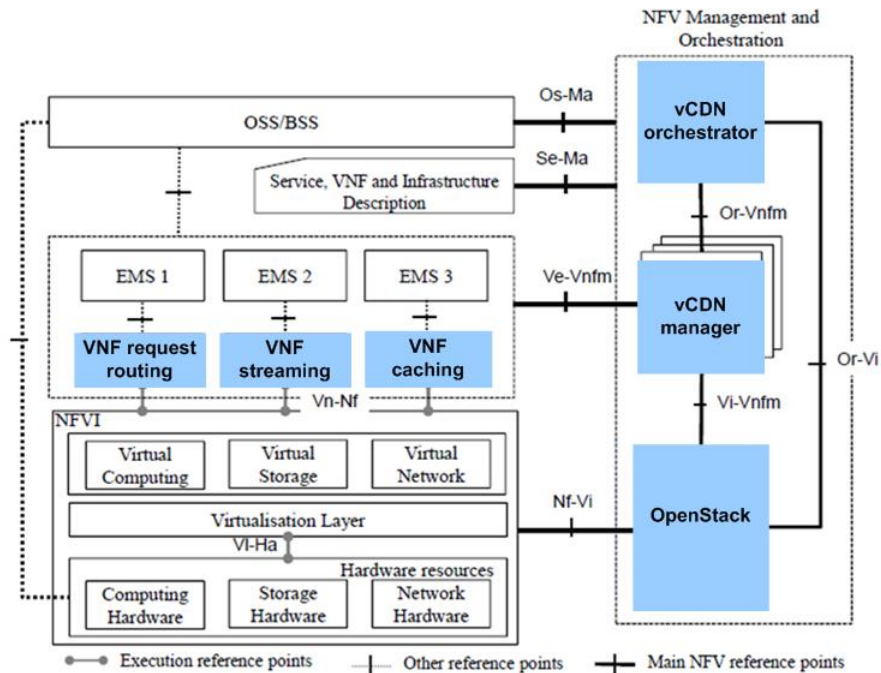 NFV Management and
Orchestration
Os-Ma
vCDN
orchestrator
OSS/BSS
Se-Ma
Service, VNF and Infrastructure
Description
Or-Vnfm
EMS 1
EMS 2
EMS 3
Ve-Vnfm
vCDN
manager
VNF request
routing
VNF
streaming
VNF
caching
Or-Vi
Vn-Nf
Vi-Vnfm
NFVI
Virtual
Computing
Virtual
Storage
Virtual
Network
Nf-Vi
OpenStack
Virtualisation Layer
Vl-Ha
Hardware resources
Computing
Hardware
Storage
Hardware
Network
Hardware
Execution reference points
Other reference points
Main NFV reference points